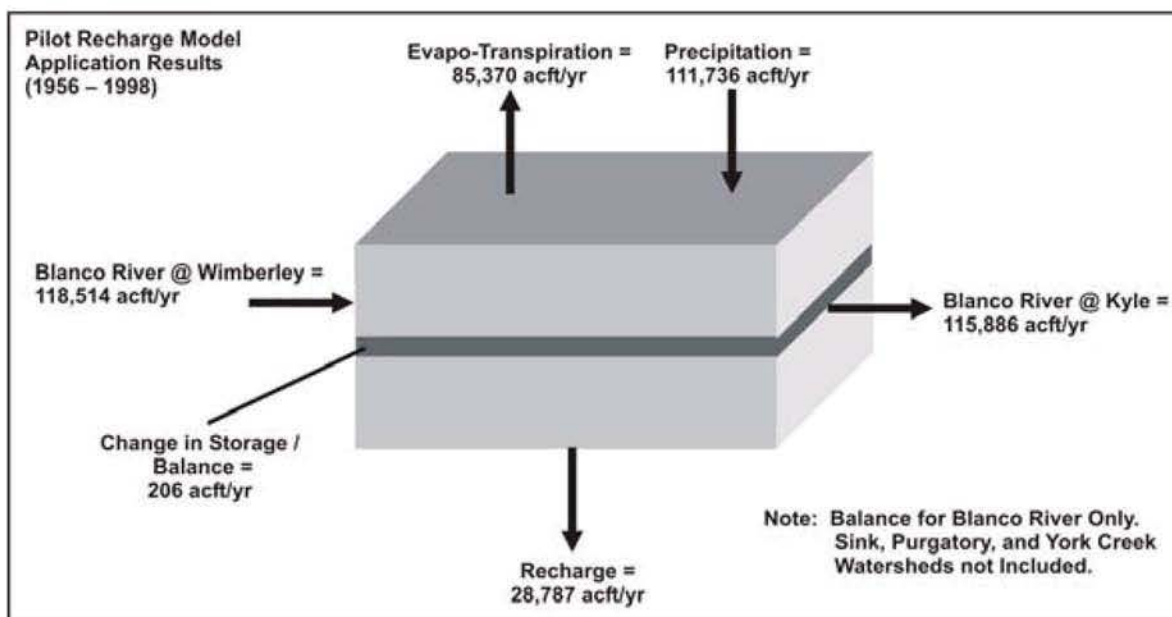 Pilot Recharge Model
Application Results
(1956 – 1998)
Evapo-Transpiration =
85,370 acft/yr
Precipitation =
111,736 acft/yr
Blanco River @ Wimberley =
118,514 acft/yr
Blanco River @ Kyle =
115,886 acft/yr
Change in Storage /
Balance =
206 acft/yr
Recharge =
28,787 acft/yr
Note: Balance for Blanco River Only.
Sink, Purgatory, and York Creek
Watersheds not Included.